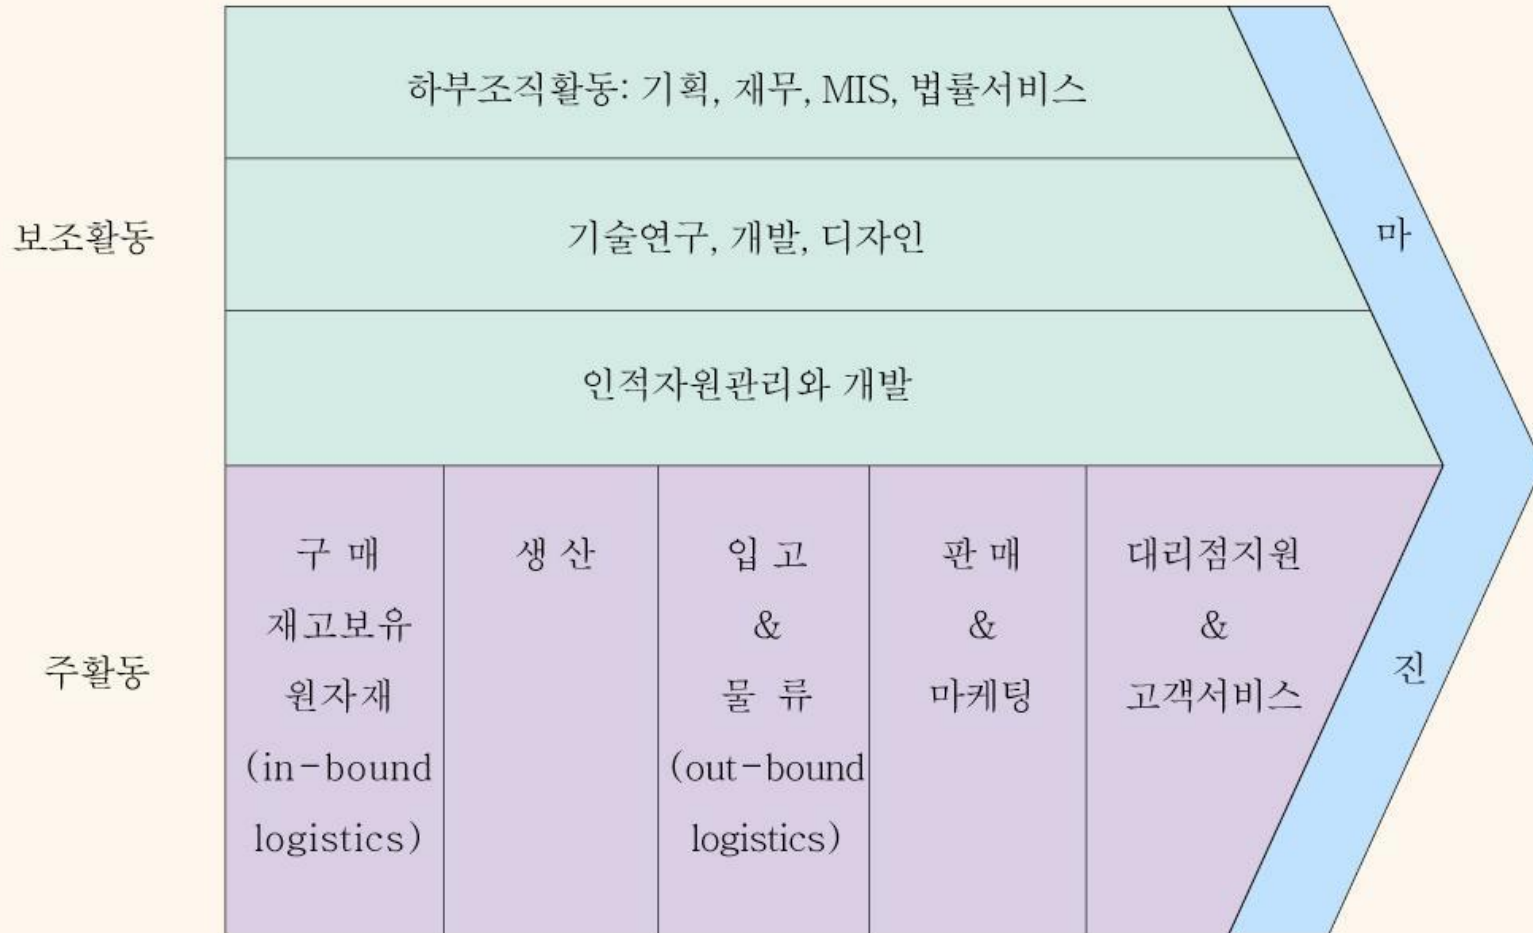 하부조직활동: 기획, 재무, MIS, 법률서비스
보조활동
기술연구, 개발, 디자인
마
인적자원관리와 개발
주활동
구 매
재고보유
원자재
(in-bound
logistics)
생 산
입 고
&
물 류
(out-bound
logistics)
판 매
&
마케팅
대리점지원
&
고객서비스
진